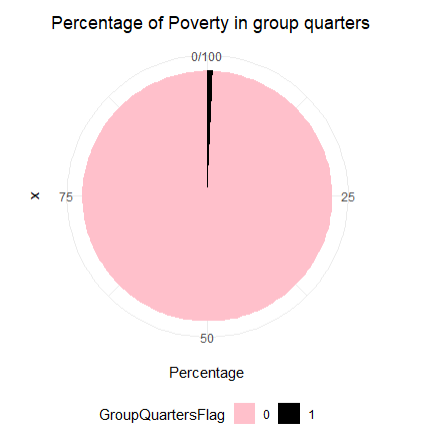 Percentage of Poverty in group quarters
0/100
x
75
25
50
Percentage
GroupQuartersFlag 0 1